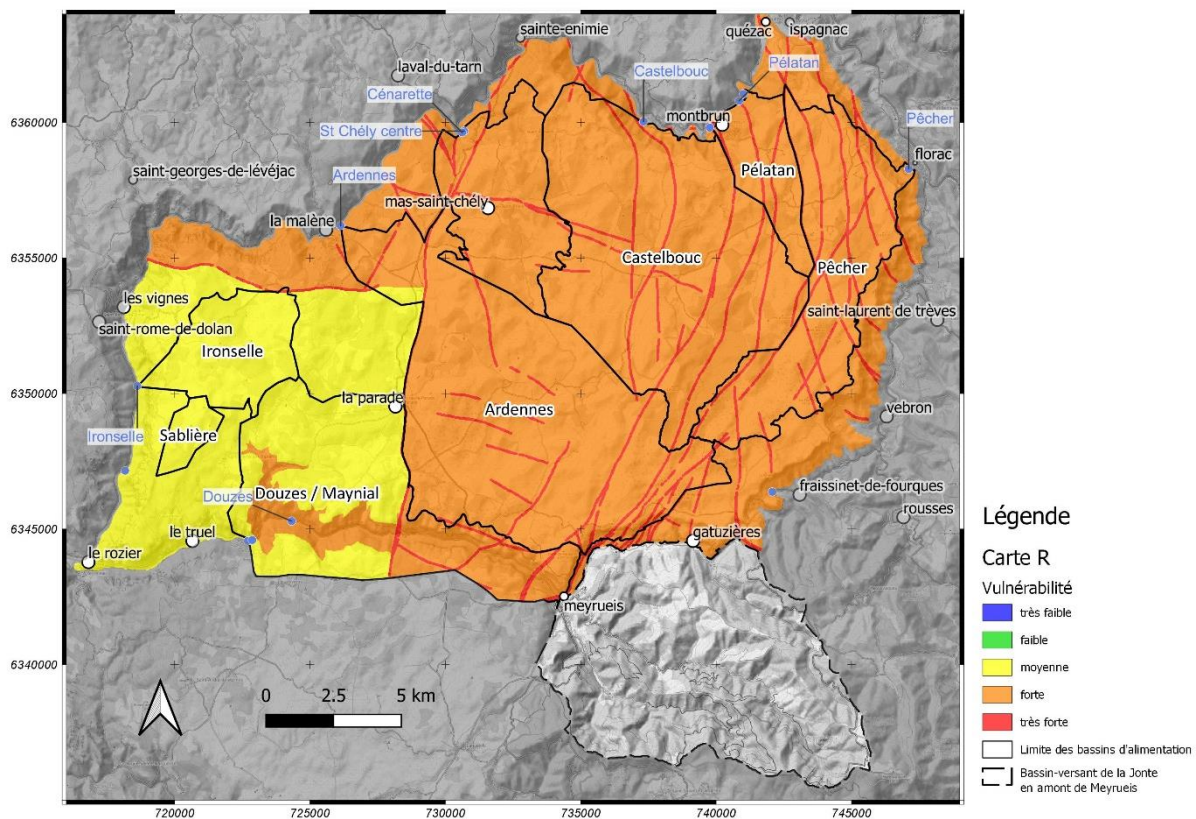 sainte-enimie
quézac
ispagnac
laval-du-tarn
Castelbouc
Pélatan
Cénarette
montbrun
Pêcher
6360000
St Chély centre
florac
saint-georges-de-lévéjac
Ardennes
Pélatan
mas-saint-chély
la malène
6355000
Castelbouc
Pêcher
les vignes
saint-laurent de trèves
saint-rome-de-dolan
Ironselle
6350000
la parade
Ardennes
vebron
Ironselle
Sablière
Douzes
Douzes / Maynial
fraissinet-de-fourques
rousses
6345000
le truel
gatuzières
le rozier
meyrueis
6340000
0 2.5 5 km
720000 725000 730000 735000 740000 745000
Légende
Carte R
Vulnérabilité
très faible
faible
moyenne
forte
très forte
Limite des bassins d'alimentation
Bassin-versant de la Jonte
en amont de Meyrueis